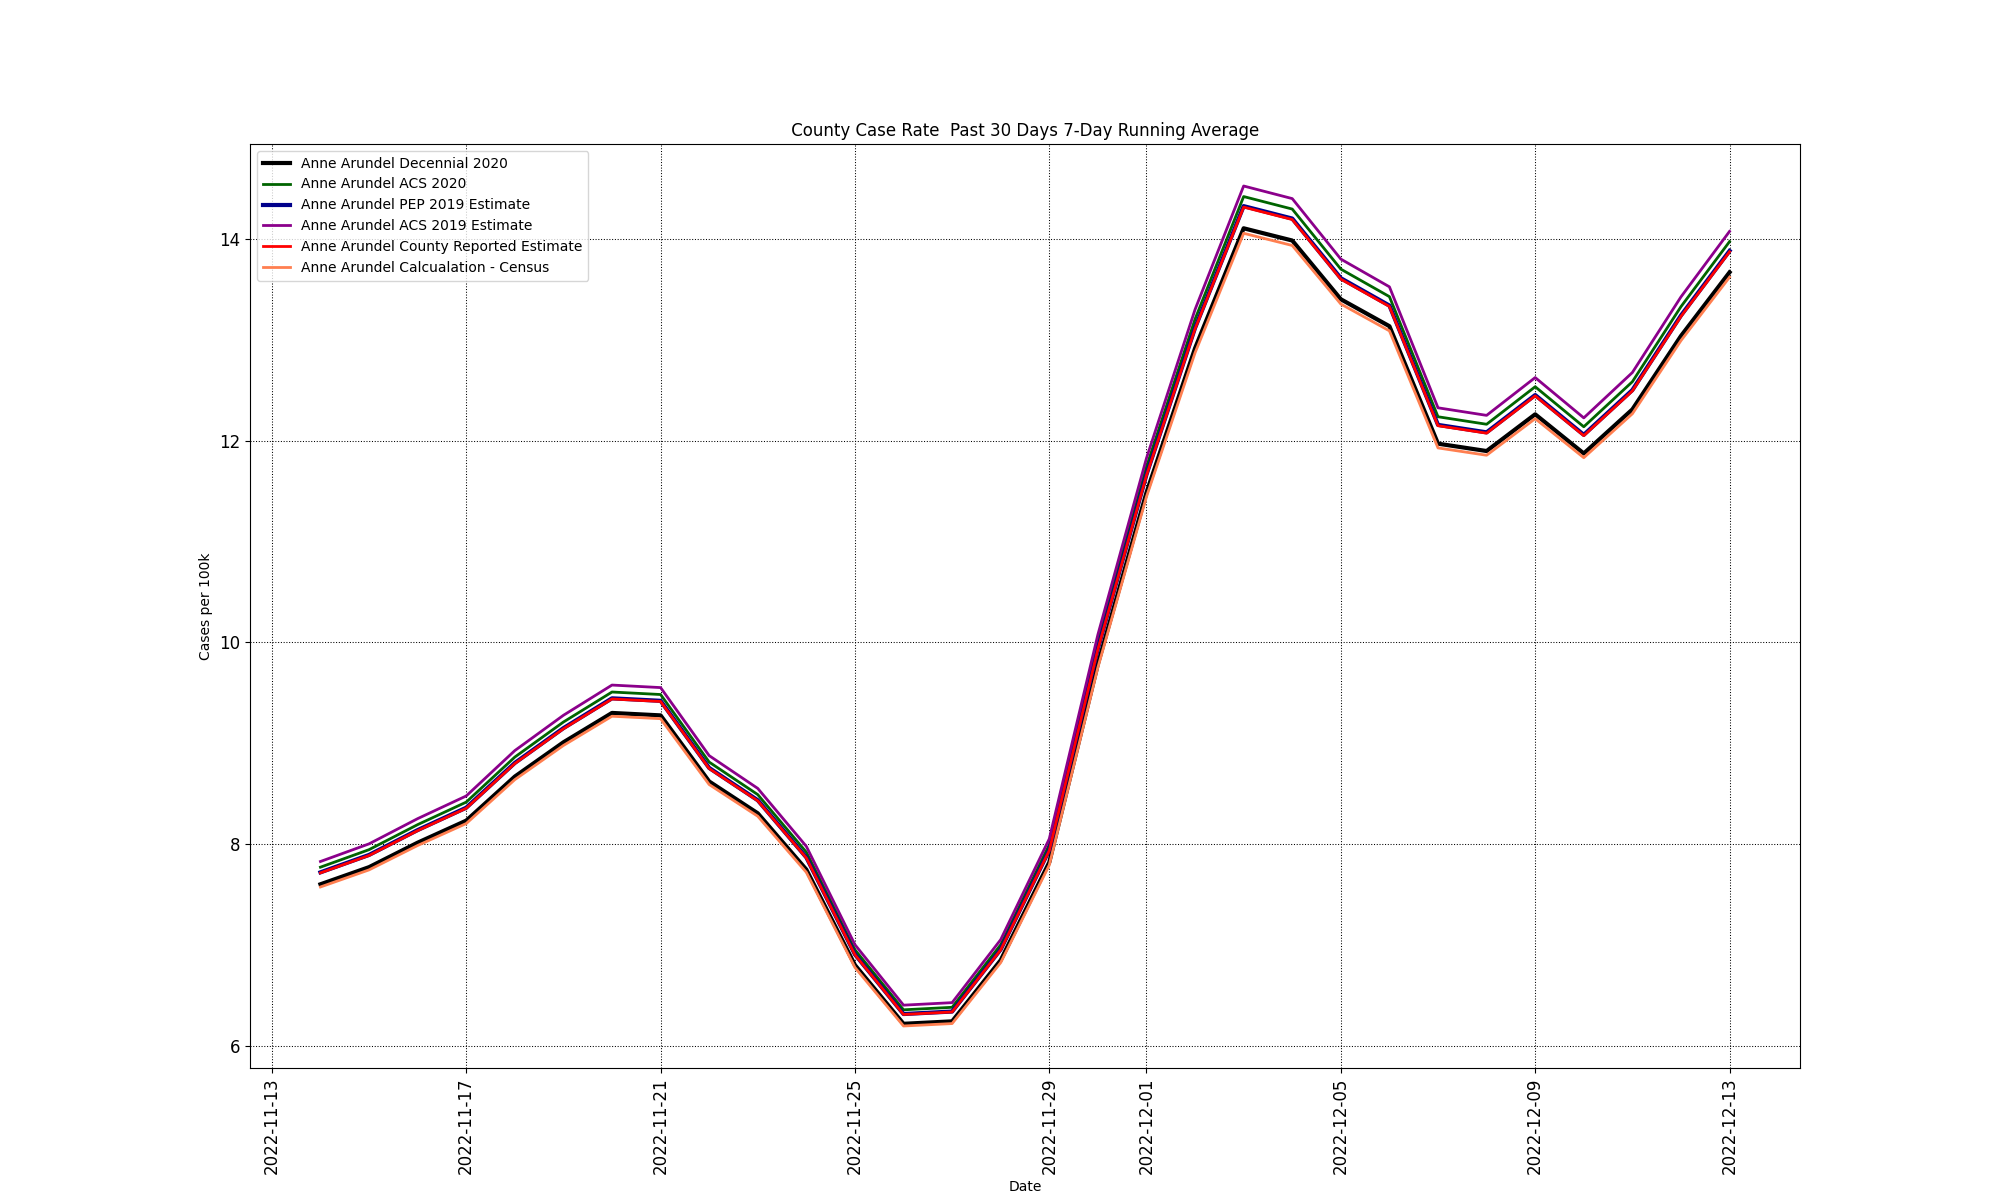 County Case Rate  Past 30 Days 7-Day Running Average
Anne Arundel Decennial 2020
Anne Arundel ACS 2020
Anne Arundel PEP 2019 Estimate
Anne Arundel ACS 2019 Estimate
Anne Arundel County Reported Estimate
Anne Arundel Calcualation - Census
Cases per 100k
14
12
10
8
6
2022-11-13
2022-11-17
2022-11-21
2022-11-25
2022-11-29
2022-12-01
2022-12-05
2022-12-09
2022-12-13
Date